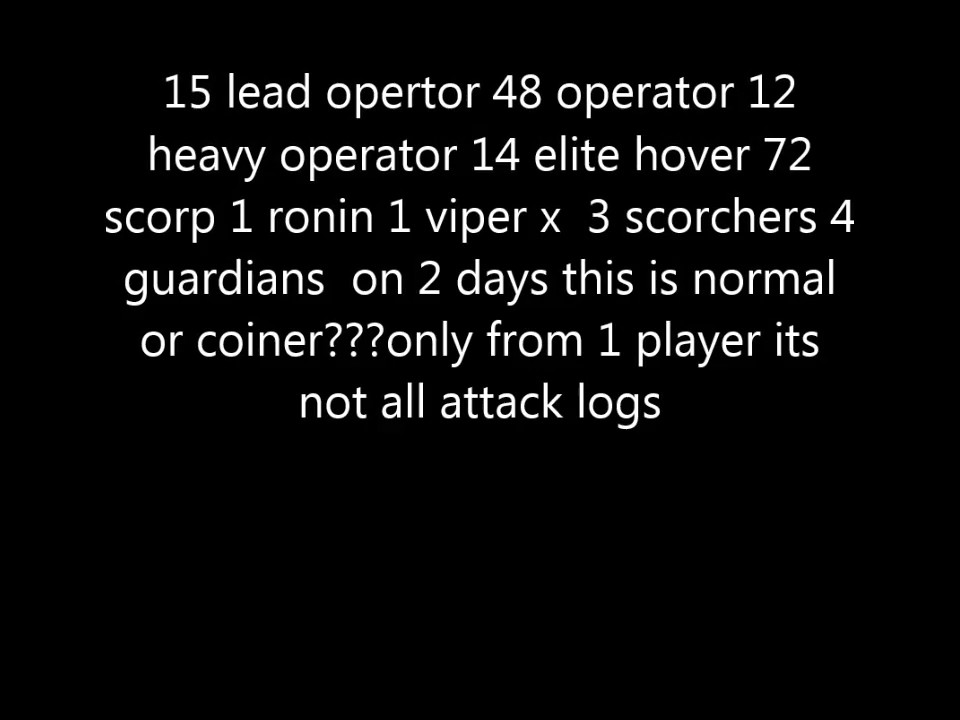 15 lead opertor 48 operator 12
heavy operator 14 elite hover 72
scorp 1 ronin 1 viper x  3 scorchers 4
guardians  on 2 days this is normal
or coiner???only from 1 player its
not all attack logs